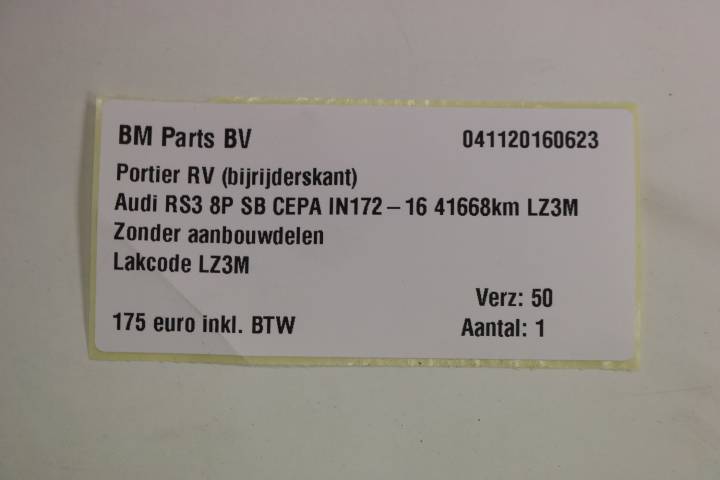 BM Parts BV 041120160623
Portier RV (bijrijderskant)
Audi RS3 8P SB CEPA IN172 – 16 41668km LZ3M
Zonder aanbouwdelen
Lakcode LZ3M
Verz: 50
175 euro inkl. BTW Aantal: 1